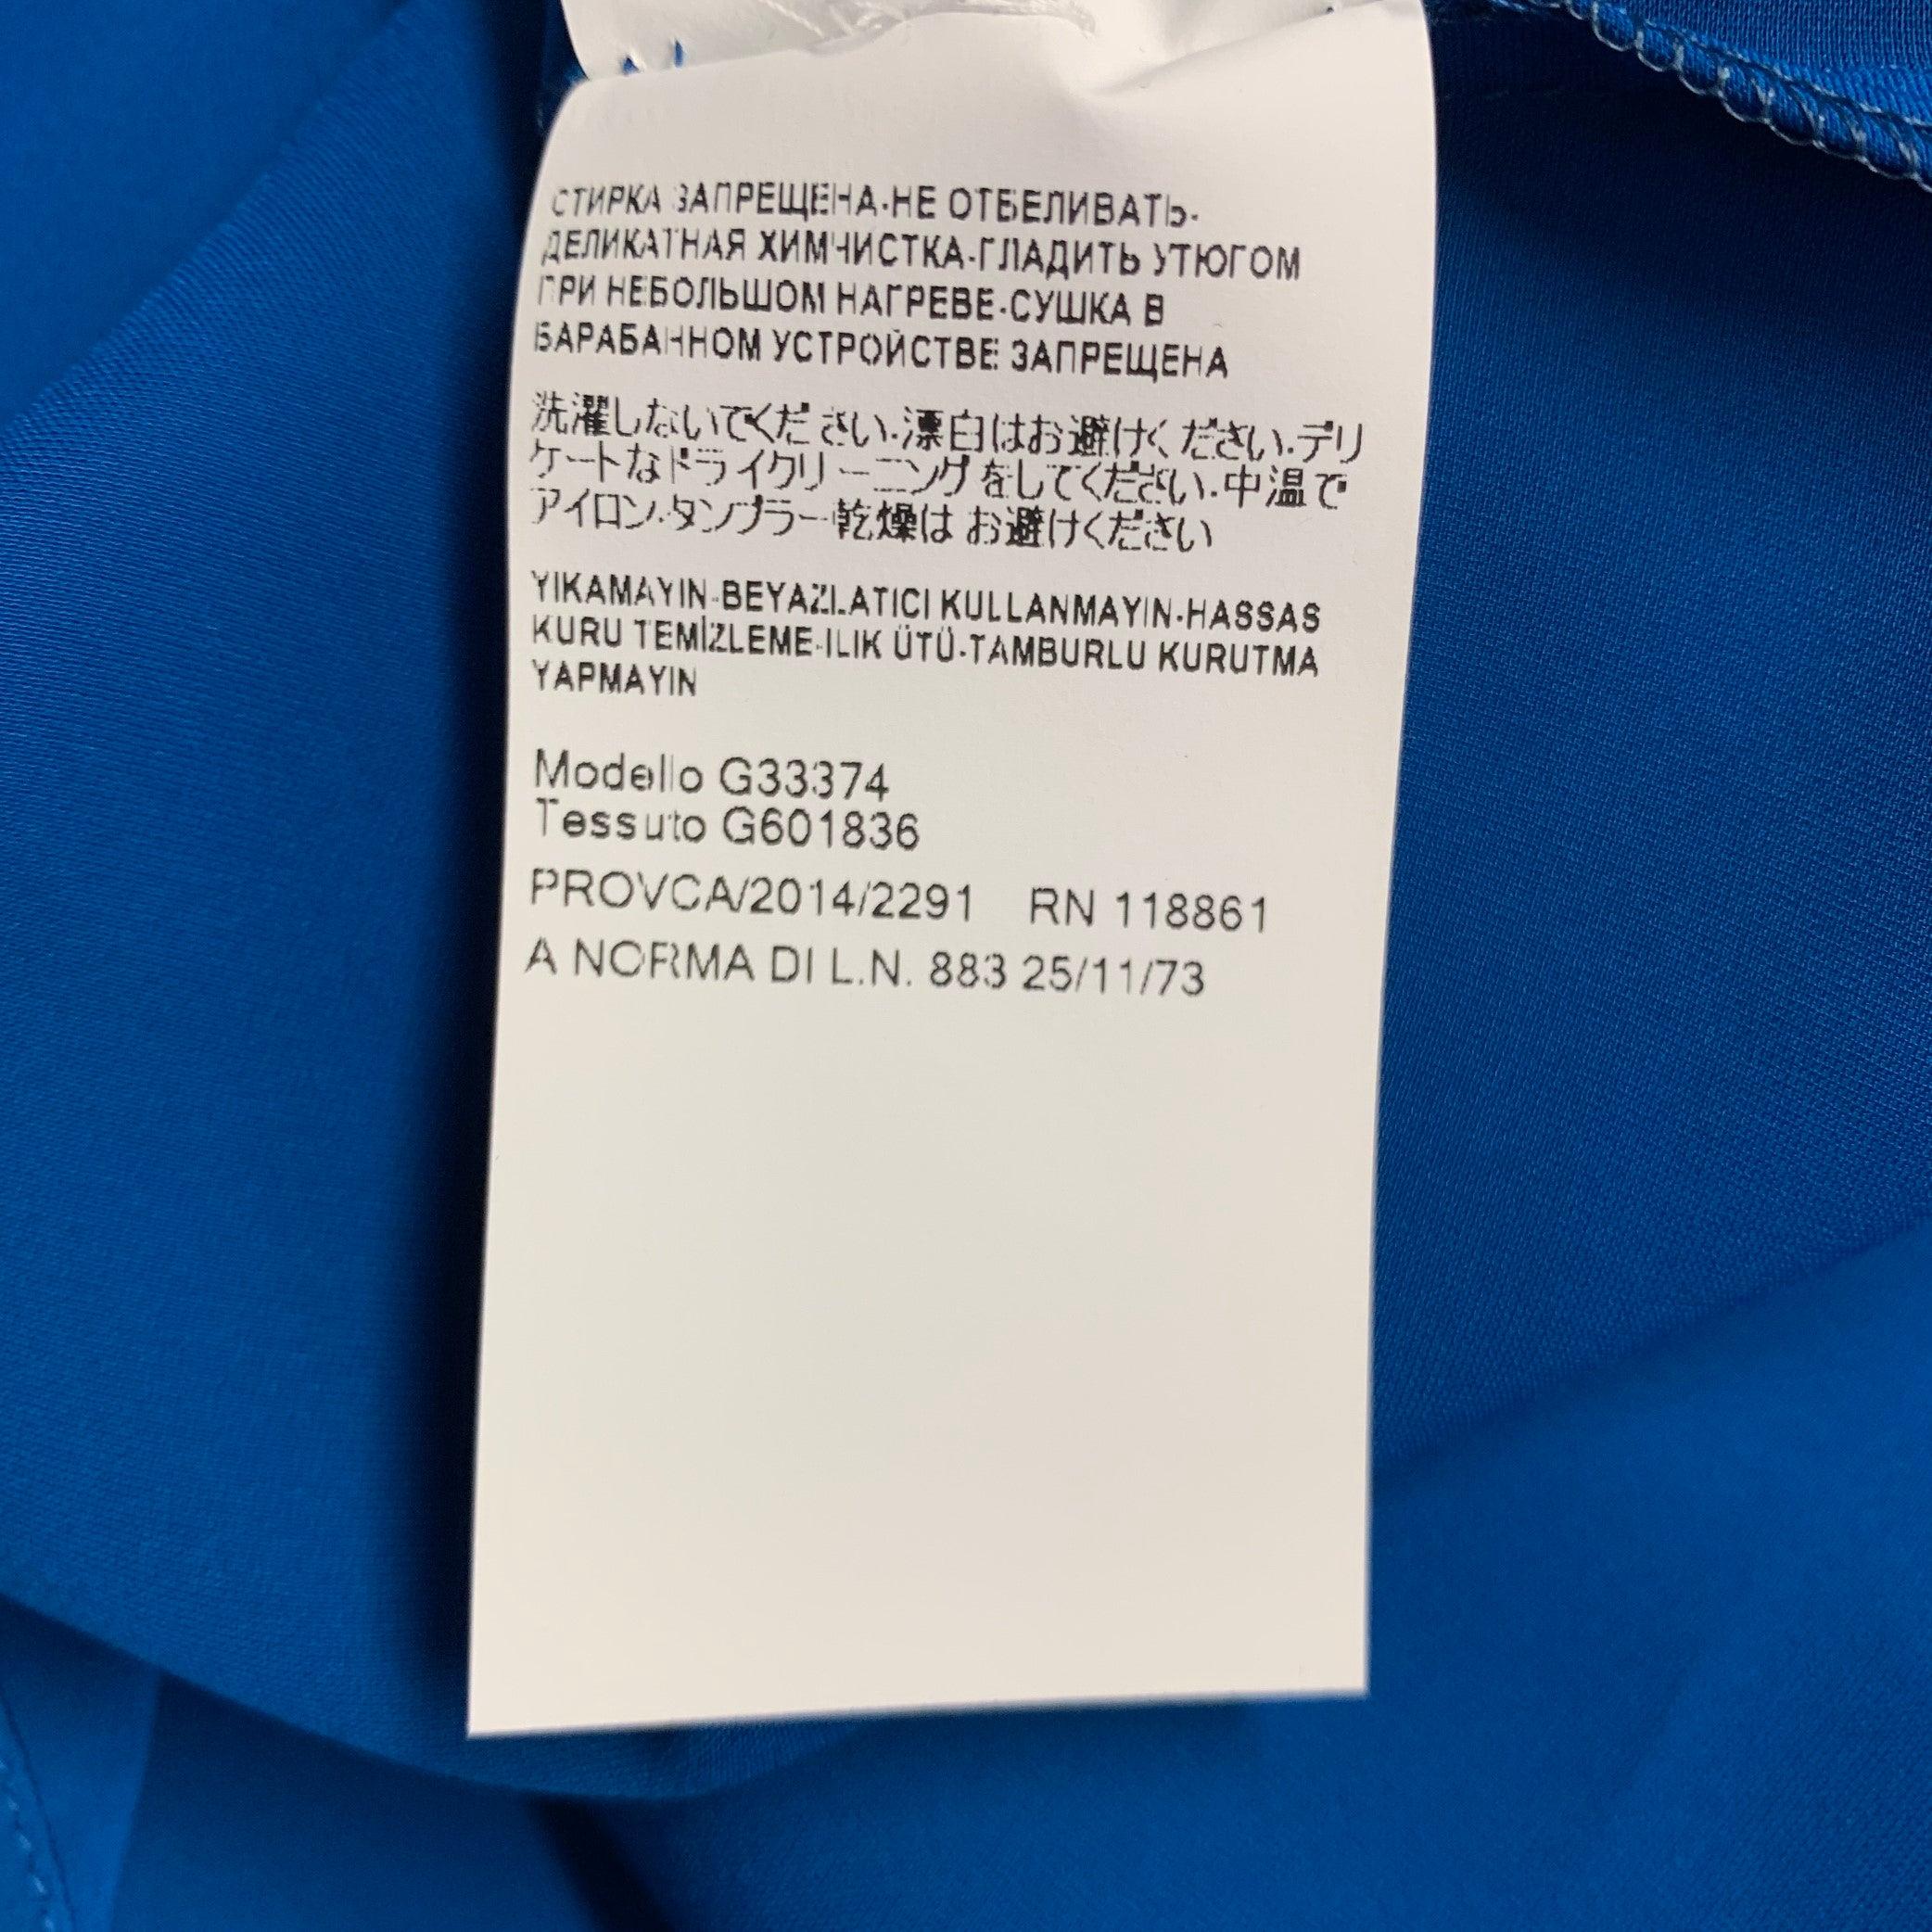 СТИРКА ЗАПРЕЩЕНА-НЕ ОТБЕЛИВАТЬ-
ДЕЛИКАТНАЯ ХИМЧИСТКА-ГЛАДИТЬ УТЮГОМ
ПРИ НЕБОЛЬШОМ НАГРЕВЕ-СУШКА В
БАРАБАННОМ УСТРОЙСТВЕ ЗАПРЕЩЕНА
洗濯しないでください.漂白はお避けください.デリ
ケートなドライクリーニングをしてください.中温で
アイロン.タンブラー乾燥は お避けください
YIKAMAYIN-BEYAZLATICI KULLANMAYIN-HASSAS
KURU TEMİZLEME-ILIK ÜTÜ-TAMBURLU KURUTMA
YAPMAYIN
Modello G33374
Tessuto G601836
PROVCA/2014/2291 RN 118861
A NORMA DI L.N. 883 25/11/73